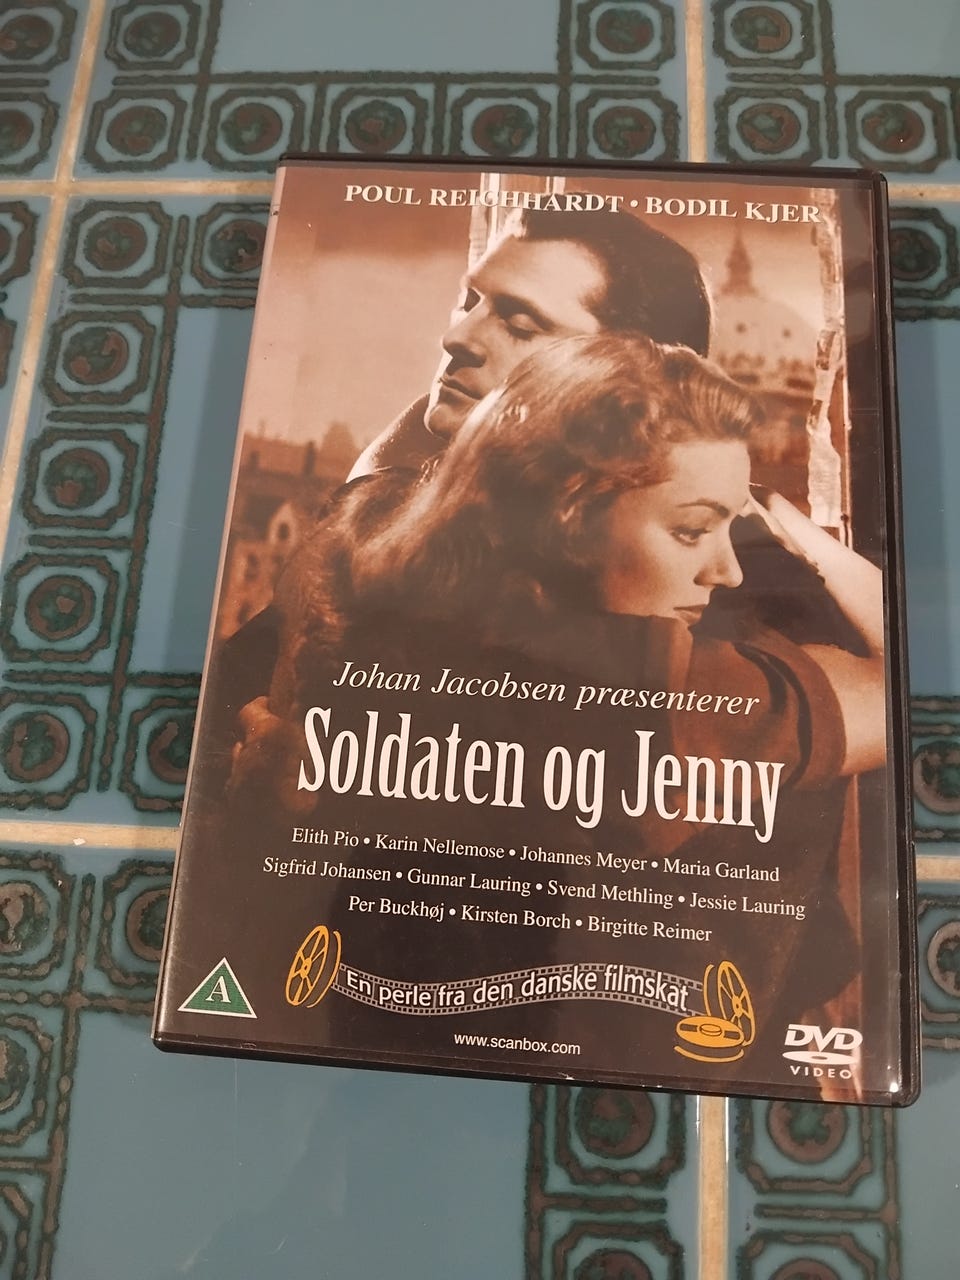 POUL REICHHARDT • BODIL KJER
Johan Jacobsen præsenterer
Soldaten og Jenny
Elith Pio • Karin Nellemose • Johannes Meyer • Maria Garland
Sigfrid Johansen • Gunnar Lauring • Svend Methling • Jessie Lauring
Per Buckhøj • Kirsten Borch • Birgitte Reimer
En perle fra den danske filmskat
A
www.scanbox.com
DVD
VIDEO